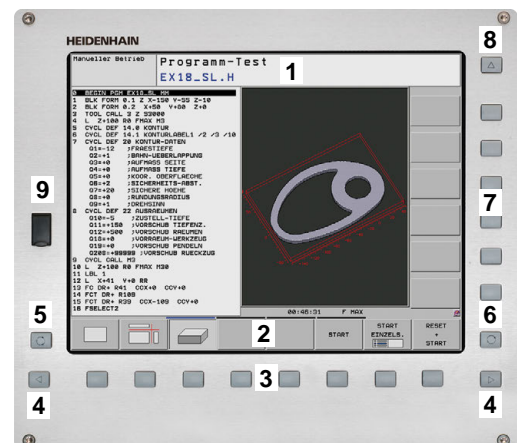 HEIDENHAIN
8
Manueller Betrieb
Programm-Test
EX18_SL.H
1
0 BEGIN PGM EX18_SL MM
1 BLK FORM 0.1 Z X-150 Y-55 Z-10
2 BLK FORM 0.2 X+50 Y+80 Z+0
3 TOOL CALL 3 Z S3000
4 L Z+100 R0 FMAX M3
5 CYCL DEF 14.0 KONTUR
6 CYCL DEF 14.1 KONTURLABEL1 /2 /3 /10
7 CYCL DEF 20 KONTUR-DATEN
Q1=-12 ;FRAESTIEFE
Q2=+1 ;BAHN-UEBERLAPPUNG
Q3=+0 ;AUFMASS SEITE
Q4=+0 ;AUFMASS TIEFE
Q5=+0 ;KOOR. OBERFLAECHE
Q6=+2 ;SICHERHEITS-ABST.
Q7=+20 ;SICHERE HOEHE
Q8=+0 ;RUNDUNGSRADIUS
Q9=+1 ;DREHSINN
8 CYCL DEF 22 AUSRAEUMEN
Q10=-5 ;ZUSTELL-TIEFE
Q11=+150 ;VORSCHUB TIEFENZ.
Q12=+500 ;VORSCHUB RAEUMEN
Q18=+0 ;VORRAEUM-WERKZEUG
Q19=+0 ;VORSCHUB PENDELN
Q208=+99999 ;VORSCHUB RUECKZUG
9 CYCL CALL M3
10 L Z+100 R0 FMAX M30
11 LBL 1
12 L X+41 Y+0 RR
13 FC DR+ R41 CCX+0 CCY+0
14 FCT DR+ R108
15 FCT DR+ R39 CCX-109 CCY+0
16 FSELECT2
9
7
00:46:31 F MAX
5
6
2
START
START
EINZELS.
RESET
+
START
3
4
4